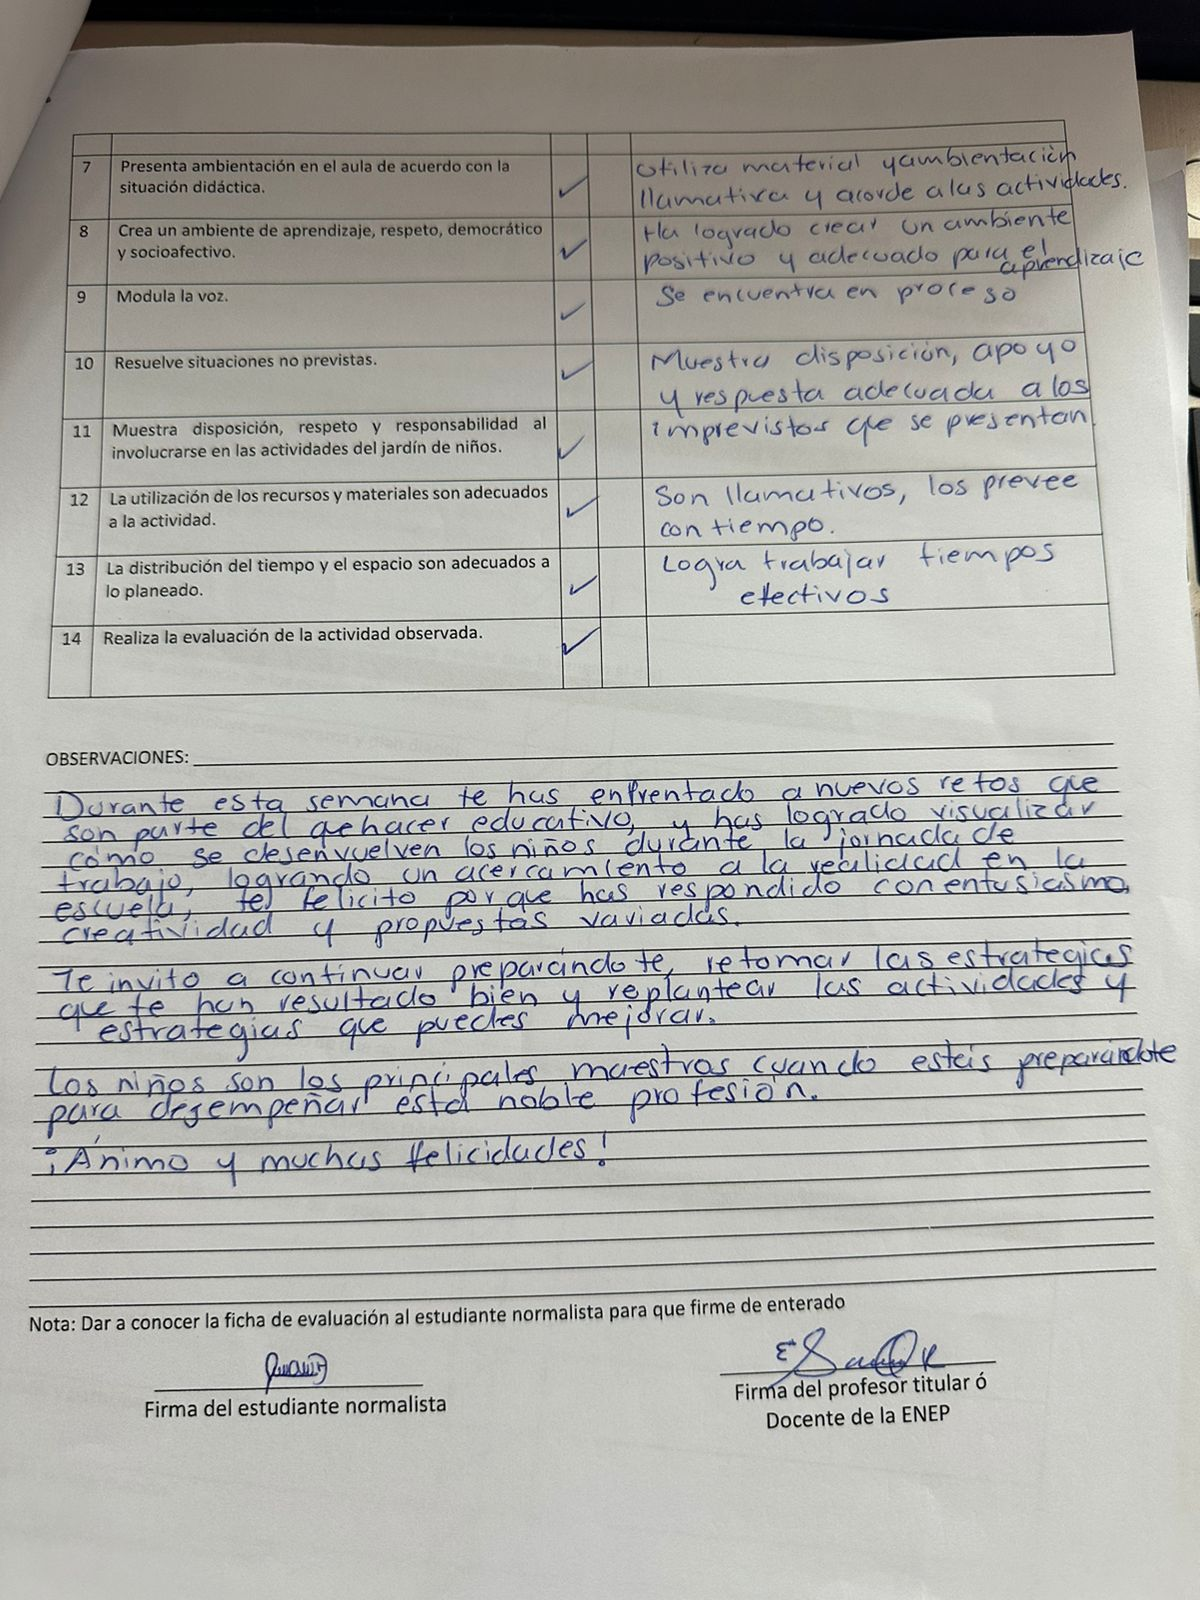 7 Presenta ambientación en el aula de acuerdo con la
situación didáctica.
utiliza material y ambientación
llamativa y acorde a las actividades.
8 Crea un ambiente de aprendizaje, respeto, democrático
y socioafectivo.
Ha logrado crear un ambiente
positivo y adecuado para el
aprendizaje
9 Modula la voz.
Se encuentra en proceso
10 Resuelve situaciones no previstas.
Muestra disposición, apoyo
y respuesta adecuada a los
imprevistos que se presentan.
11 Muestra disposición, respeto y responsabilidad al
involucrarse en las actividades del jardín de niños.
12 La utilización de los recursos y materiales son adecuados
a la actividad.
Son llamativos, los prevee
con tiempo.
13 La distribución del tiempo y el espacio son adecuados a
lo planeado.
Logra trabajar tiempos
efectivos
14 Realiza la evaluación de la actividad observada.
OBSERVACIONES:
Durante esta semana te has enfrentado a nuevos retos que
son parte del quehacer educativo, y has logrado visualizar
cómo se desenvuelven los niños durante la jornada de
trabajo, logrando un acercamiento a la realidad en la
escuela, te felicito porque has respondido con entusiasmo,
creatividad y propuestas variadas.
Te invito a continuar preparándote, retomar las estrategias
que te han resultado bien y replantear las actividades y
estrategias que puedes mejorar.
Los niños son los principales maestros cuando estás preparándote
para desempeñar esta noble profesión.
¡Ánimo y muchas felicidades!
Nota: Dar a conocer la ficha de evaluación al estudiante normalista para que firme de enterado
Firma del estudiante normalista
Firma del profesor titular ó
Docente de la ENEP